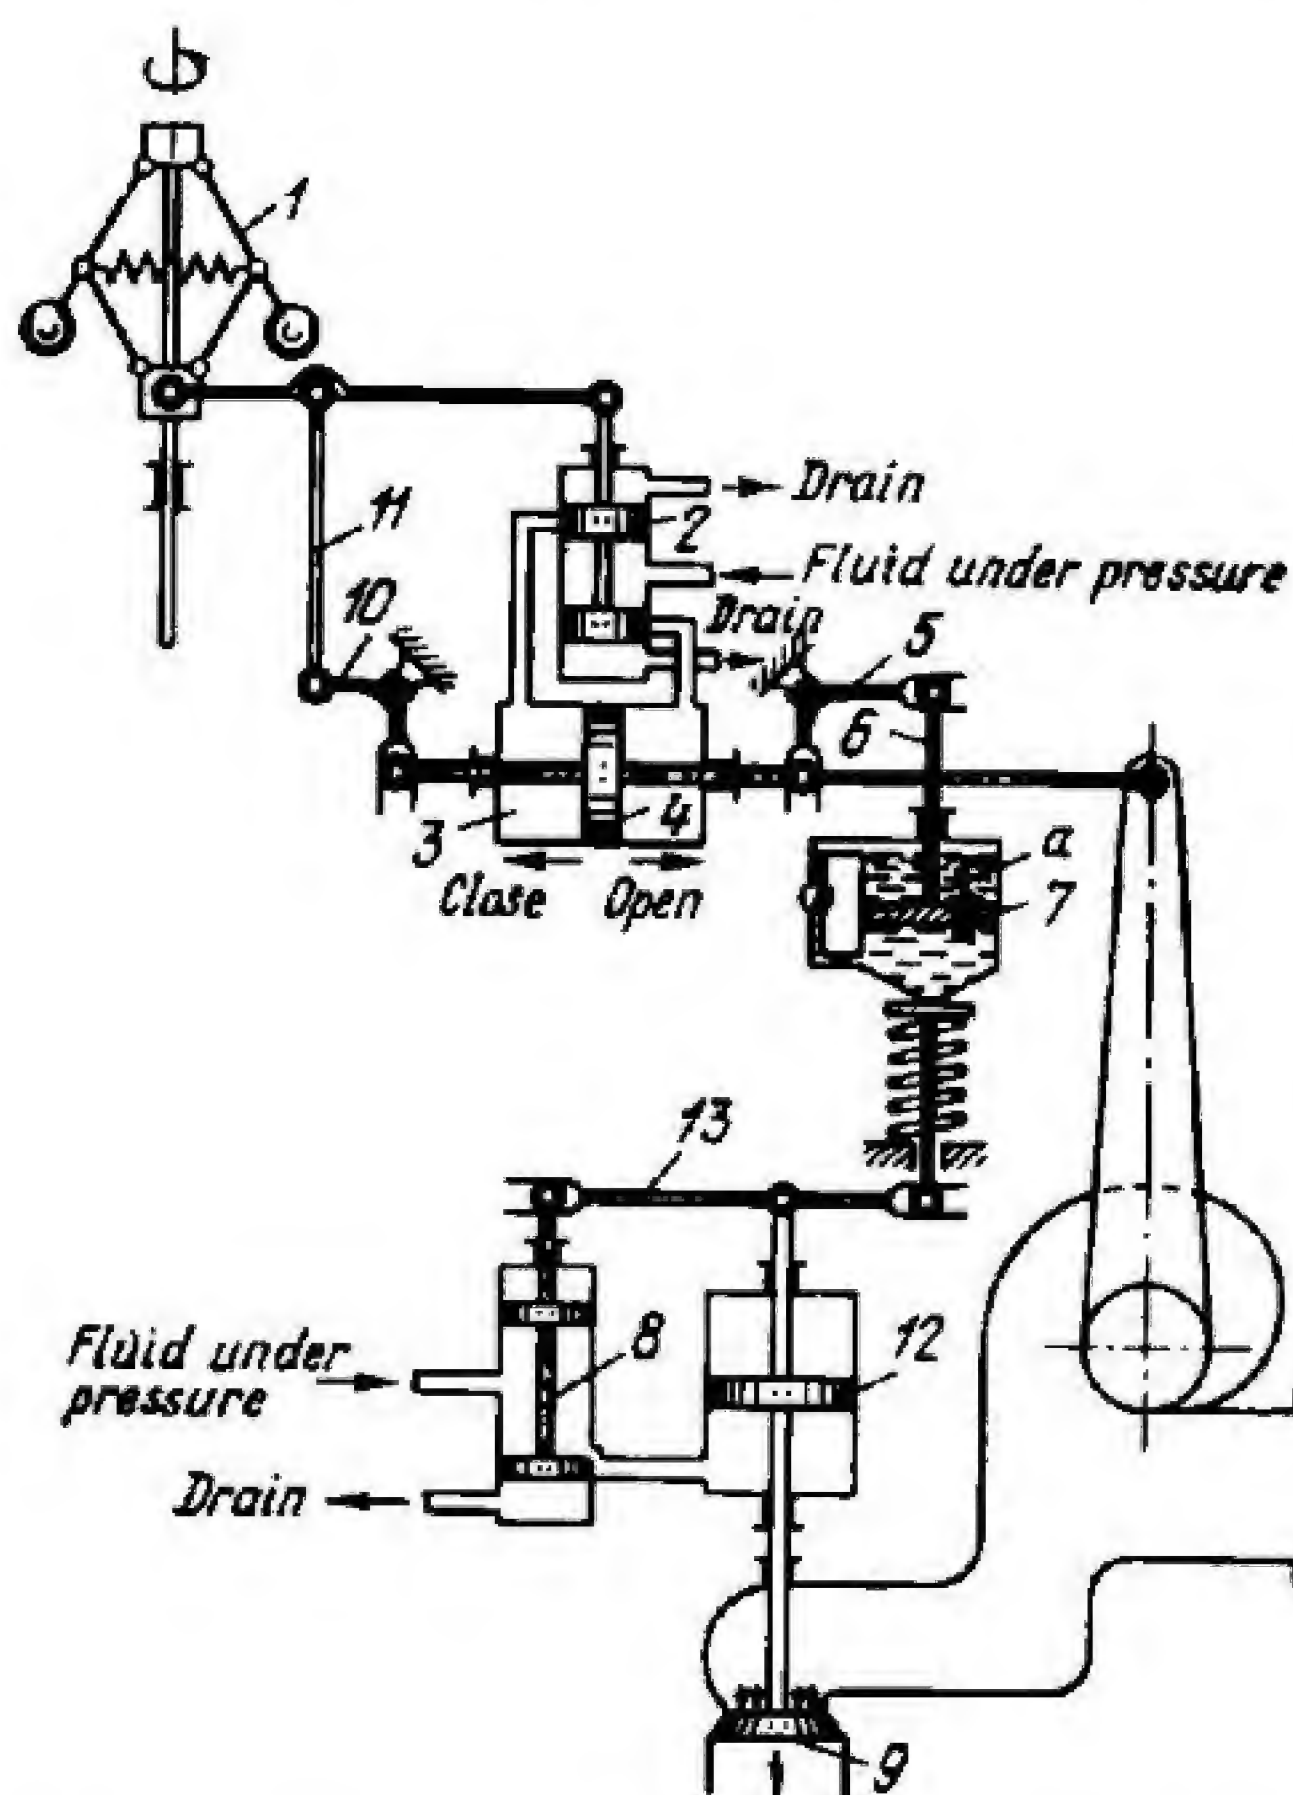 1
Drain
2
11
Fluid under pressure
10
Drain
5
6
3
4
a
Close Open
7
13
Fluid under
pressure
8
12
Drain
9